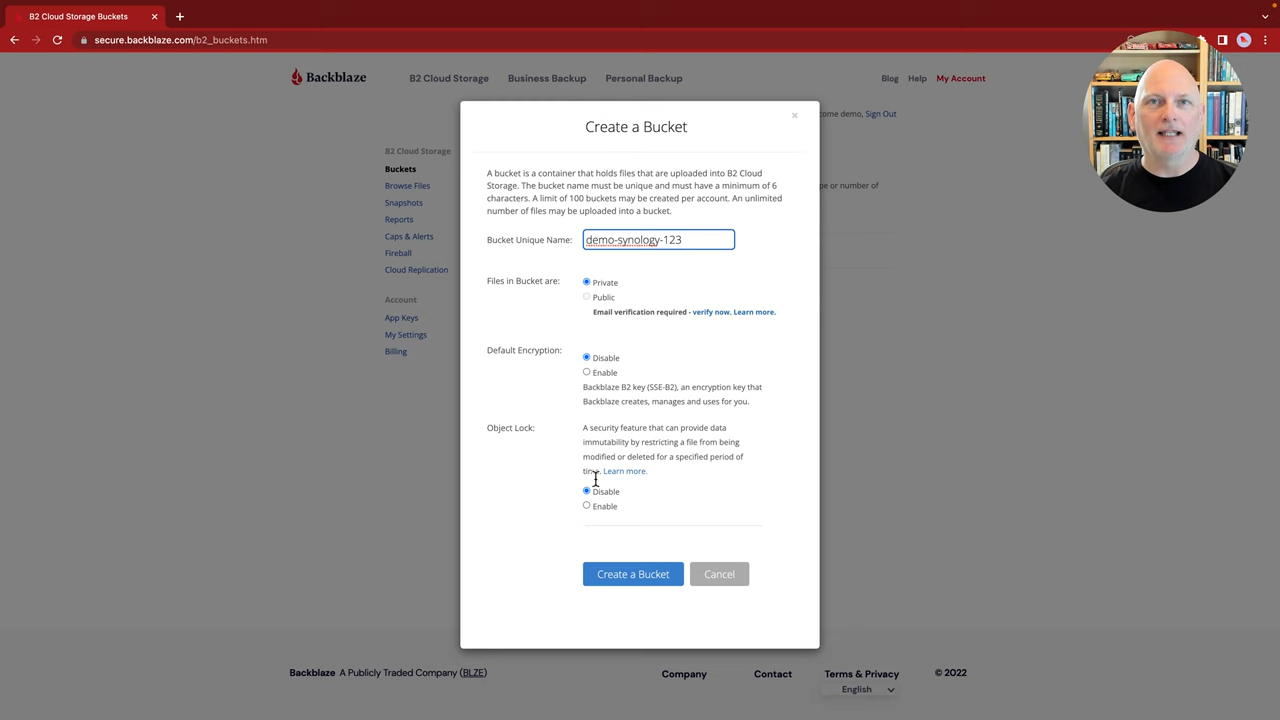 B2 Cloud Storage Buckets
secure.backblaze.com/b2_buckets.htm
Backblaze
B2 Cloud Storage
Business Backup
Personal Backup
Blog
Help
My Account
come demo, Sign Out
B2 Cloud Storage
Buckets
Browse Files
Snapshots
Reports
Caps & Alerts
Fireball
Cloud Replication
Account
App Keys
My Settings
Billing
pe or number of
Create a Bucket
A bucket is a container that holds files that are uploaded into B2 Cloud
Storage. The bucket name must be unique and must have a minimum of 6
characters. A limit of 100 buckets may be created per account. An unlimited
number of files may be uploaded into a bucket.
Bucket Unique Name: demo-synology-123
Files in Bucket are: Private
Public
Email verification required - verify now. Learn more.
Default Encryption: Disable
Enable
Backblaze B2 key (SSE-B2), an encryption key that
Backblaze creates, manages and uses for you.
Object Lock: A security feature that can provide data
immutability by restricting a file from being
modified or deleted for a specified period of
time. Learn more.
Disable
Enable
Create a Bucket
Cancel
Backblaze A Publicly Traded Company (BLZE)
Company
Contact
Terms & Privacy
© 2022
English